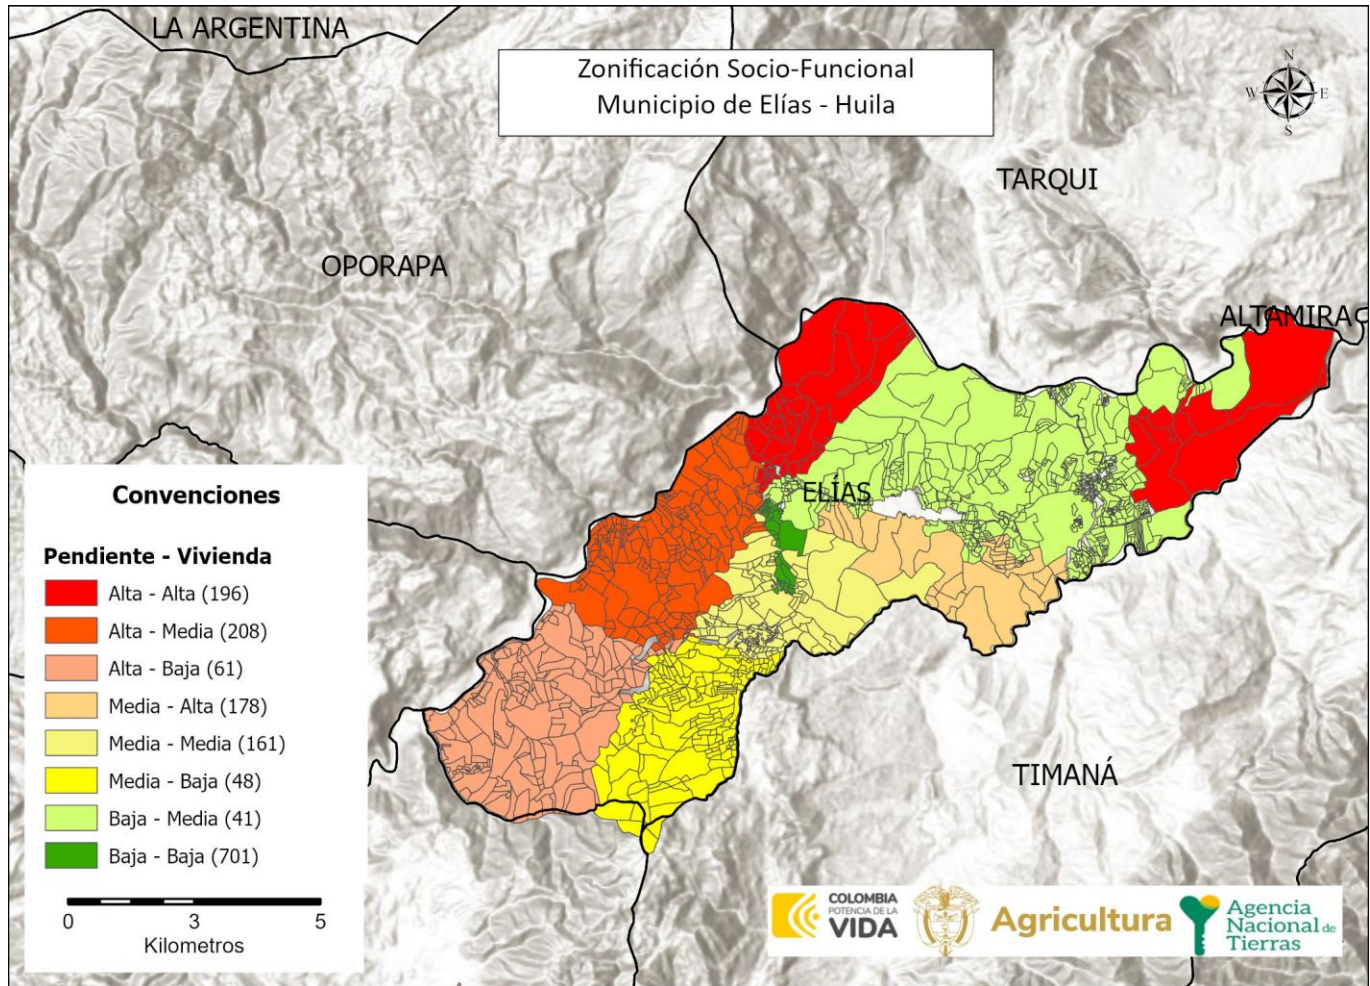 LA ARGENTINA
Zonificación Socio-Funcional
Municipio de Elías - Huila
N
W E
S
TARQUI
OPORAPA
ALTAMIRA
ELÍAS
Convenciones
Pendiente - Vivienda
Alta - Alta (196)
Alta - Media (208)
Alta - Baja (61)
Media - Alta (178)
Media - Media (161)
Media - Baja (48)
Baja - Media (41)
Baja - Baja (701)
0 3 5
Kilometros
TIMANÁ
COLOMBIA
POTENCIA DE LA
VIDA
Agricultura
Agencia
Nacional de
Tierras